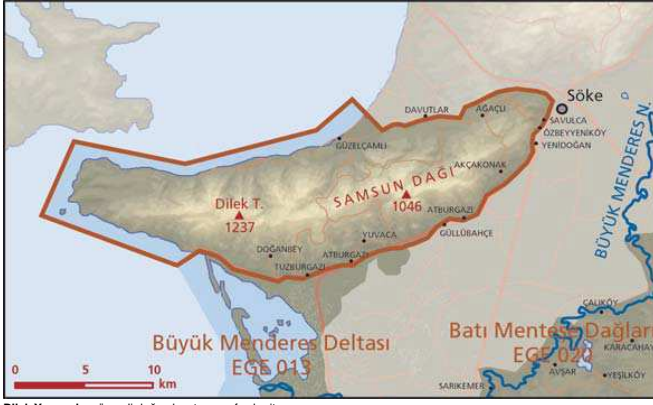 Söke
DAVUTLAR
AĞAÇLI
SAVULCA
ÖZBEYYENİKÖY
YENİDOĞAN
GÜZELÇAMLI
AKÇAKONAK
SAMSUN DAĞI
1046
Dilek T.
1237
ATBURGAZI
GÜLLÜBAHÇE
YUVACA
DOĞANBEY
ATBURGAZI
TUZBURGAZI
BÜYÜK MENDERES N.
ÇALIKÖY
Büyük Menderes Deltası
EGE 013
Batı Menteşe Dağları
EGE 020
KARACAHAY
AVŞAR
YEŞİLKÖY
SARIKEMER
0 5 10
km